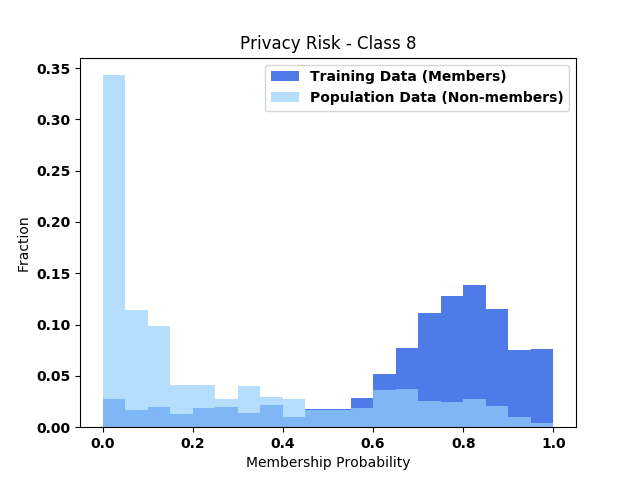 Privacy Risk - Class 8
Training Data (Members)
Population Data (Non-members)
Fraction
0.35
0.30
0.25
0.20
0.15
0.10
0.05
0.00
0.0 0.2 0.4 0.6 0.8 1.0
Membership Probability